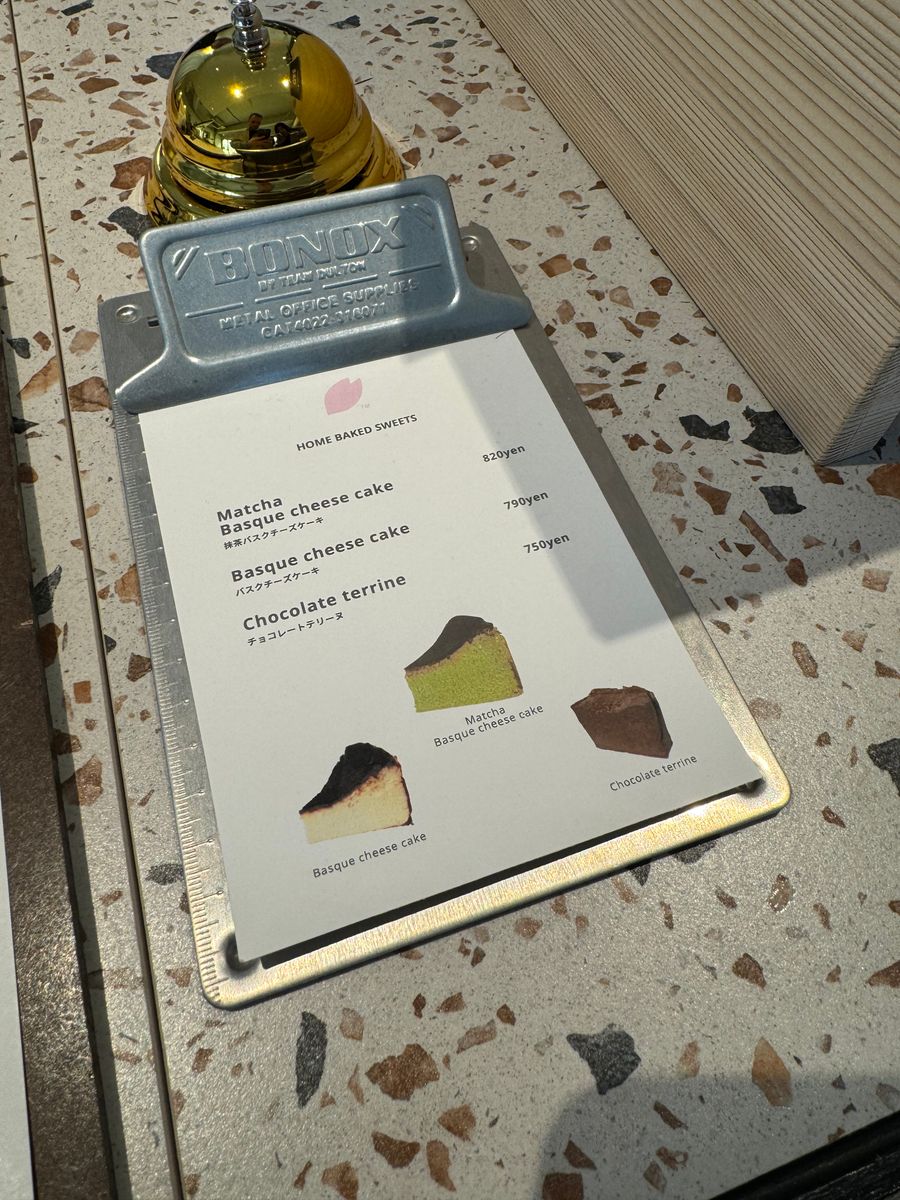 BONOX
BY TEAM DULTON
METAL OFFICE SUPPLIES
TM
HOME BAKED SWEETS
Matcha
Basque cheese cake 820yen
抹茶バスクチーズケーキ
Basque cheese cake 790yen
バスクチーズケーキ
Chocolate terrine 750yen
チョコレートテリーヌ
Matcha
Basque cheese cake
Chocolate terrine
Basque cheese cake